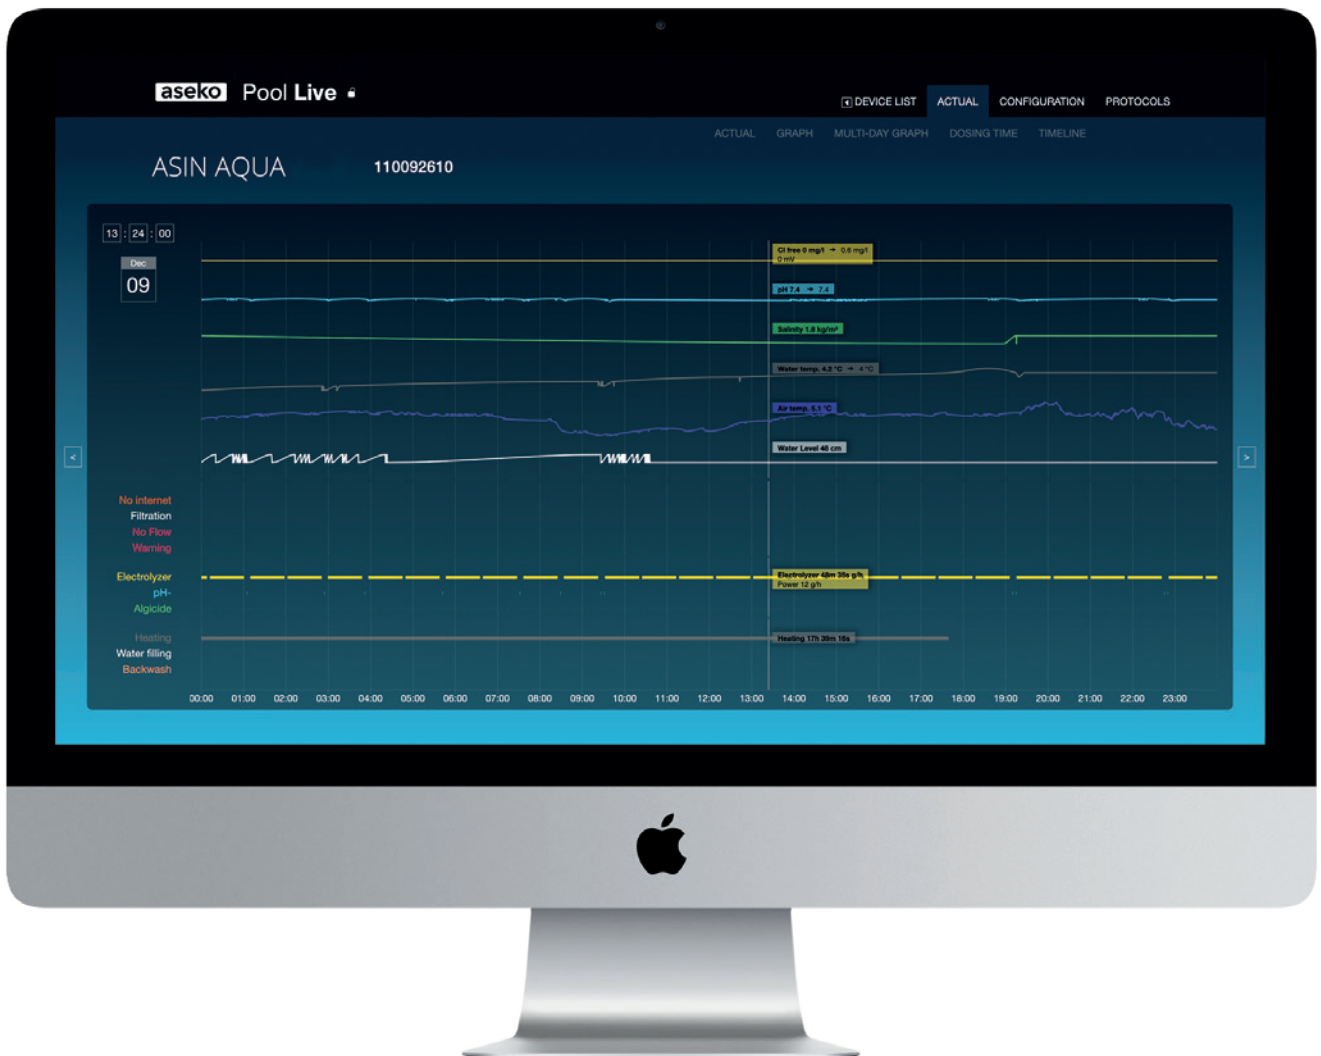 aseko Pool Live
DEVICE LIST ACTUAL CONFIGURATION PROTOCOLS
ACTUAL GRAPH MULTI-DAY GRAPH DOSING TIME TIMELINE
ASIN AQUA 110092610
13 : 24 : 00
Dec
09
Cl free 0 mg/l ➔ 0,6 mg/l
0 mV
pH 7.4 ➔ 7.4
Salinity 1.8 kg/m³
Water temp. 4.2 °C ➔ 4 °C
Air temp. 5.1 °C
Water Level 46 cm
< >
No internet
Filtration
No Flow
Warning
Electrolyzer
Electrolyzer 48m 35s g/h
Power 12 g/h
pH-
Algicide
Heating
Heating 17h 39m 16s
Water filling
Backwash
00:00 01:00 02:00 03:00 04:00 05:00 06:00 07:00 08:00 09:00 10:00 11:00 12:00 13:00 14:00 15:00 16:00 17:00 18:00 19:00 20:00 21:00 22:00 23:00